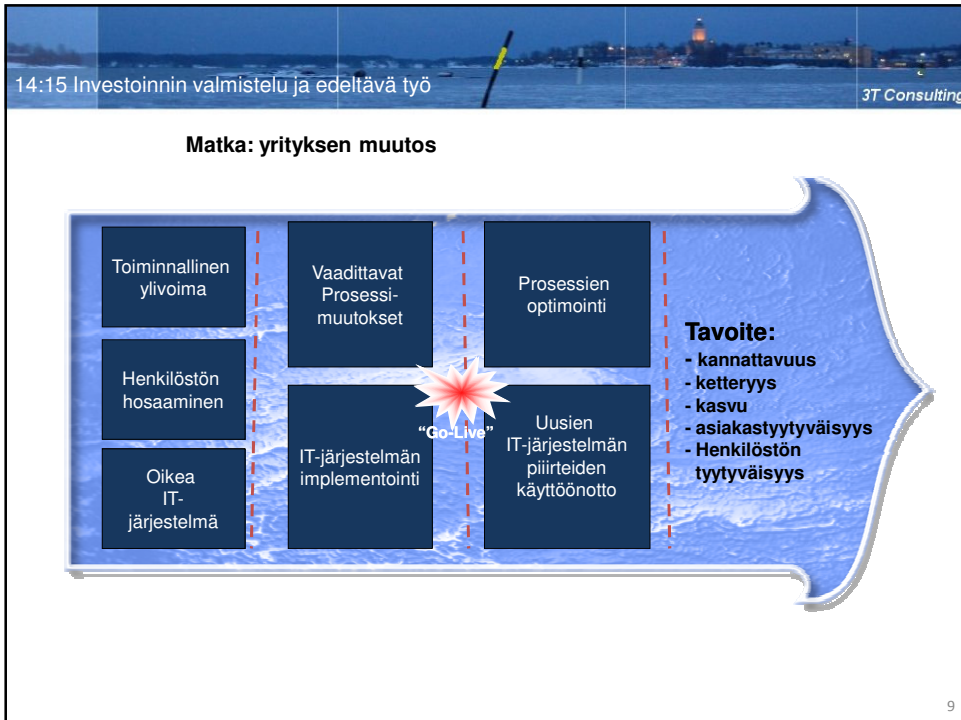 14:15 Investoinnin valmistelu ja edeltävä työ
3T Consulting
Matka: yrityksen muutos
Toiminnallinen
ylivoima
Henkilöstön
hosaaminen
Oikea
IT-
järjestelmä
Vaadittavat
Prosessi-
muutokset
IT-järjestelmän
implementointi
“Go-Live”
Prosessien
optimointi
Uusien
IT-järjestelmän
piiirteiden
käyttöönotto
Tavoite:
- kannattavuus
- ketteryys
- kasvu
- asiakastyytyväisyys
- Henkilöstön
tyytyväisyys
9